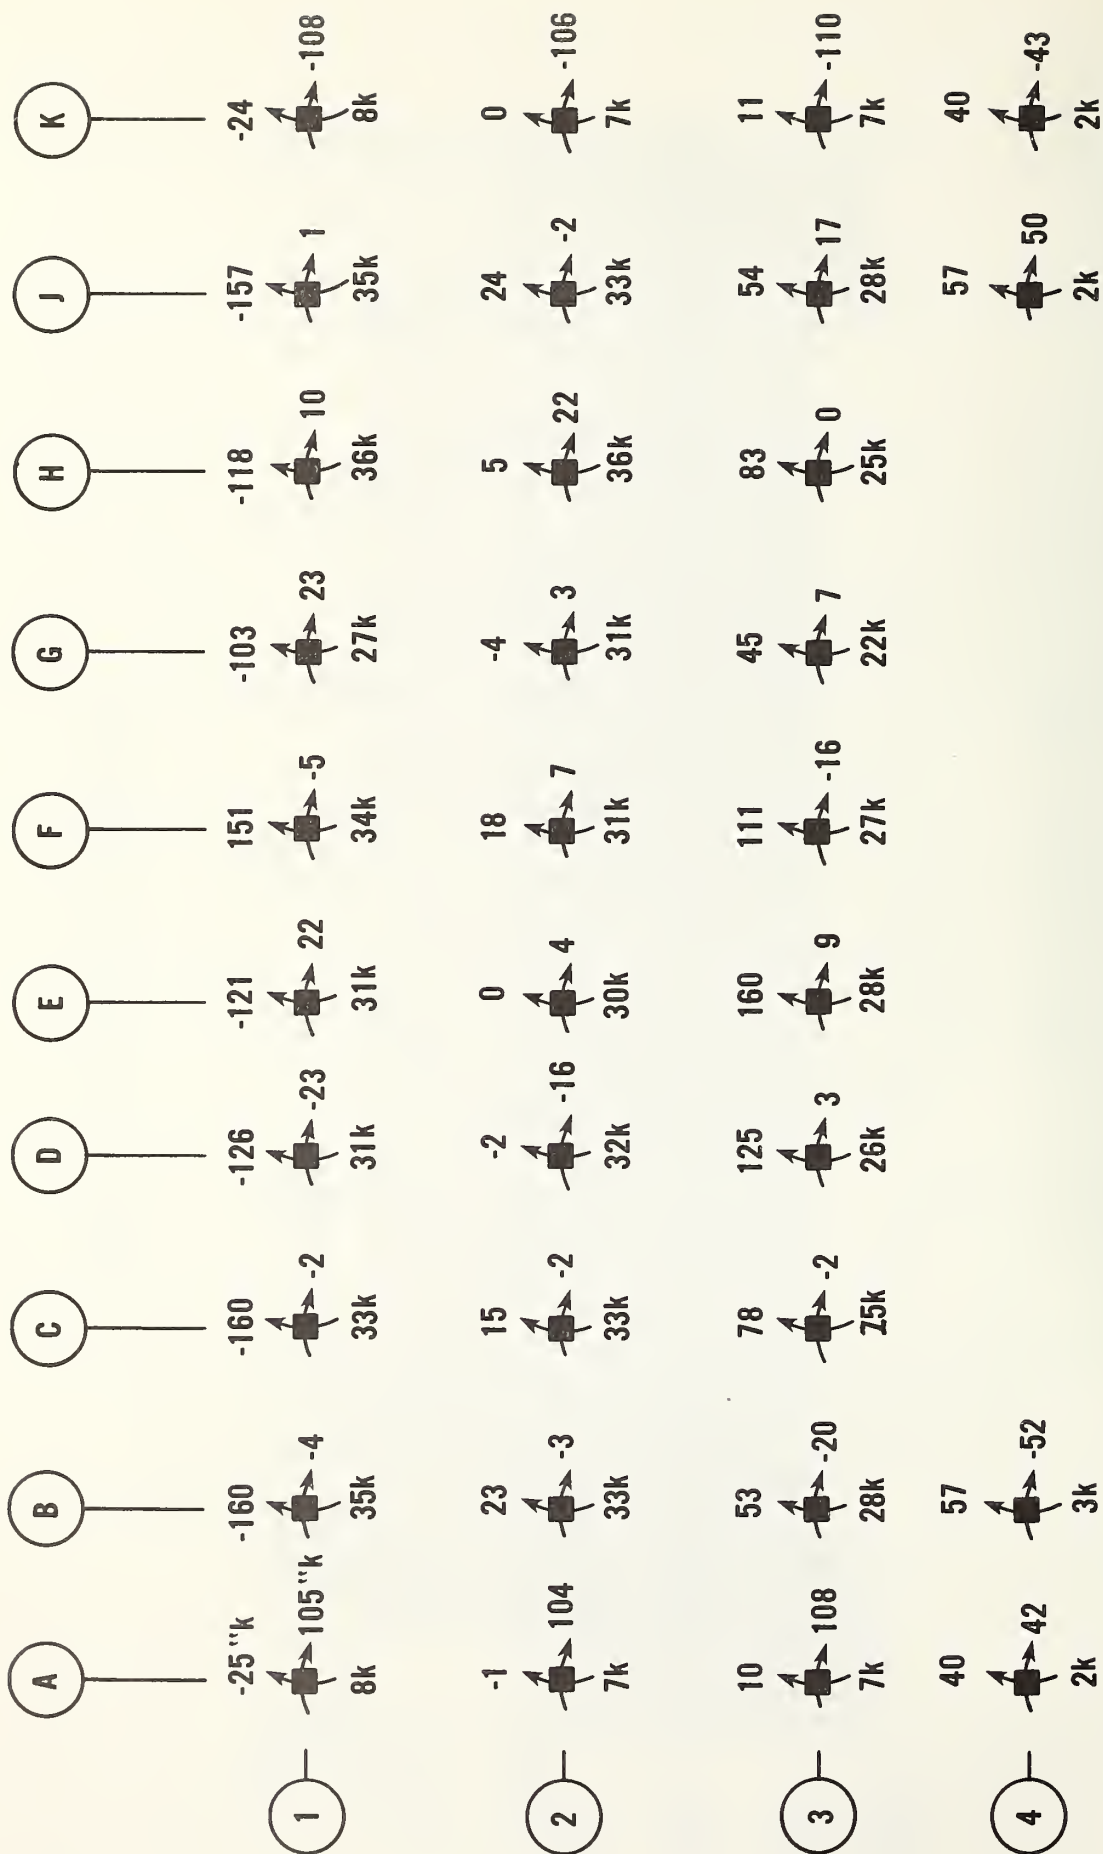 A B C D E F G H J K
-25"k -160 -160 -126 -121 151 -103 -118 -157 -24
1 105"k -4 -2 -23 22 -5 23 10 1 -108
8k 35k 33k 31k 31k 34k 27k 36k 35k 8k
-1 23 15 -2 0 18 -4 5 24 0
2 104 -3 -2 -16 4 7 3 22 -2 -106
7k 33k 33k 32k 30k 31k 31k 36k 33k 7k
10 53 78 125 160 111 45 83 54 11
3 108 -20 -2 3 9 -16 7 0 17 -110
7k 28k 26k 28k 27k 22k 25k 28k 7k
40 57 57 40
4 42 -52 50 -43
2k 3k 2k 2k